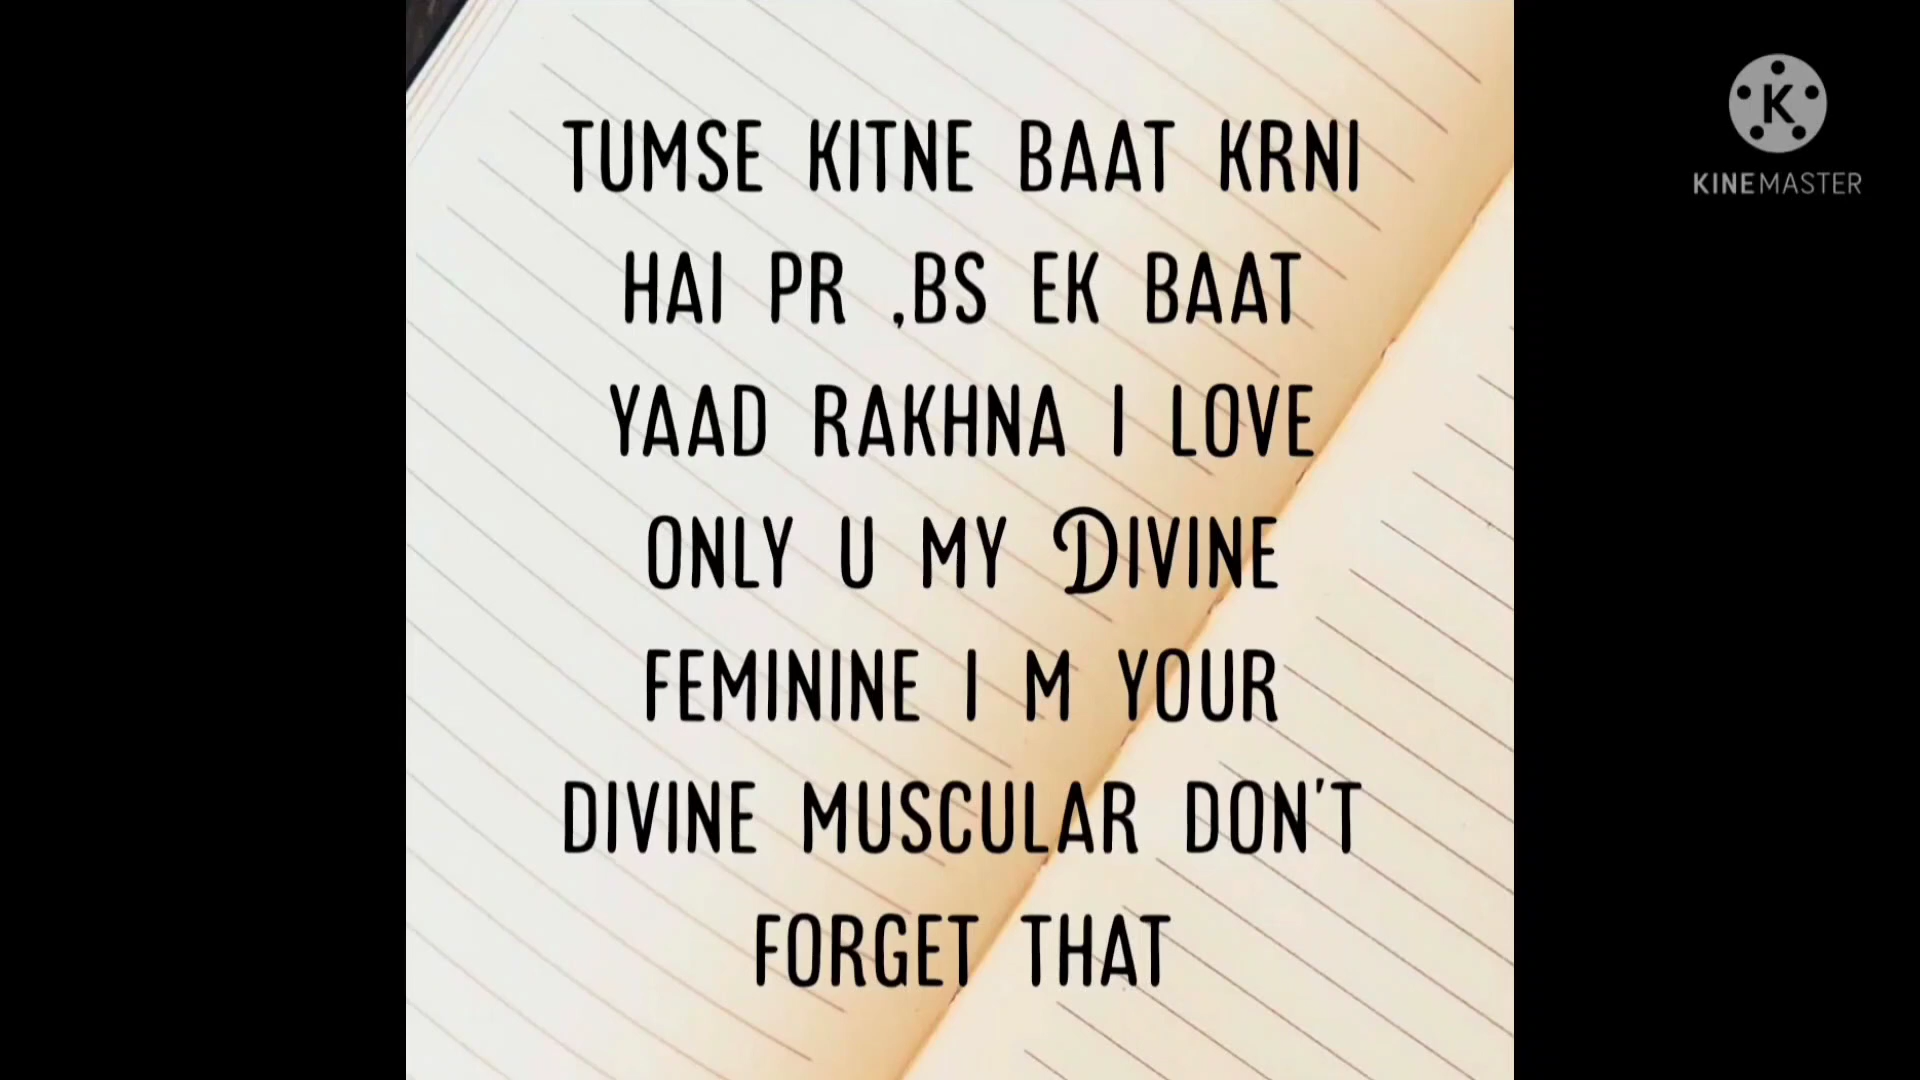 TUMSE KITNE BAAT KRNI
HAI PR ,BS EK BAAT
YAAD RAKHNA I LOVE
ONLY U MY DIVINE
FEMININE I M YOUR
DIVINE MUSCULAR DON'T
FORGET THAT
K
KINEMASTER